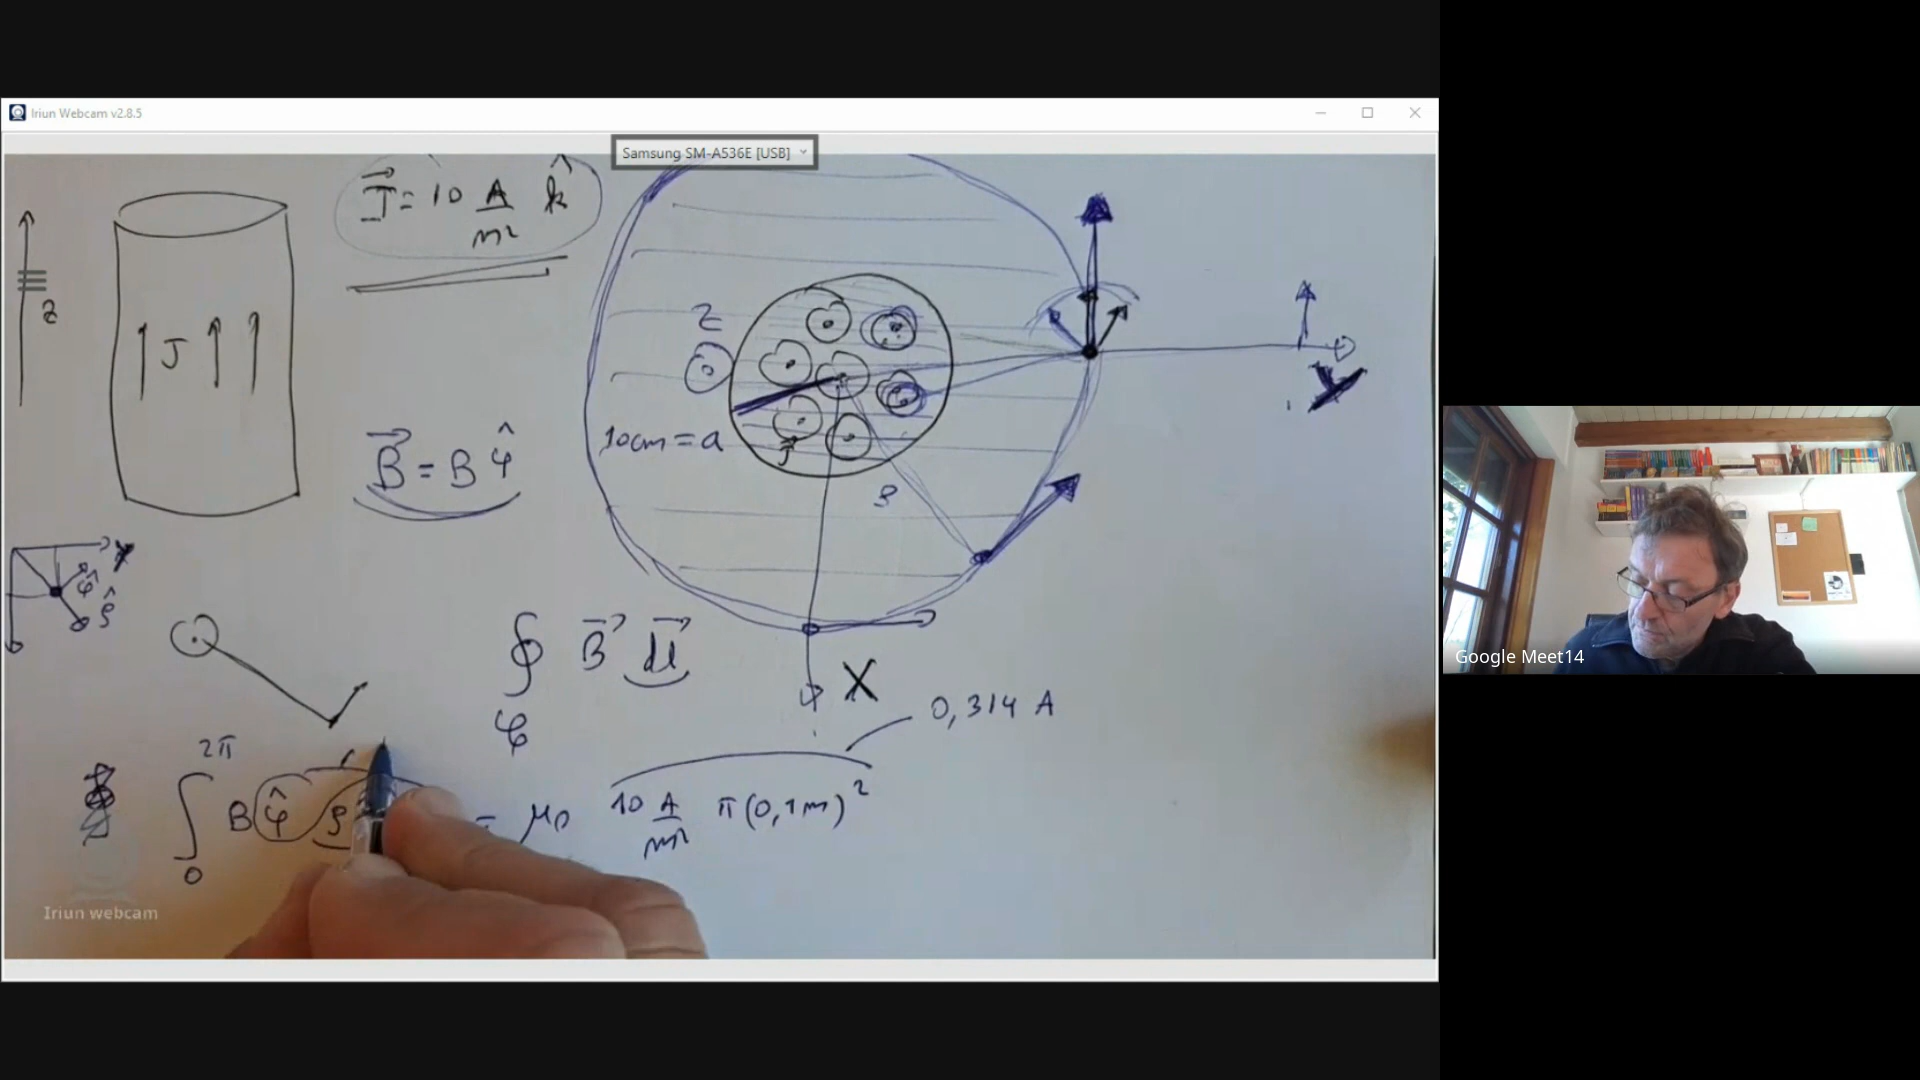 Iriun Webcam v2.8.5
Samsung SM-A536E [USB]
J = 10 A/m² k̂
z
J
Z
10cm = a
J
ρ
Y
B = B φ̂
Y
φ̂
ρ̂
∮ B dl
φ
X
0,314 A
2π
∫ B φ̂ ρ = μ0 10 A/m² π (0,1m)²
0
Iriun webcam
Google Meet14